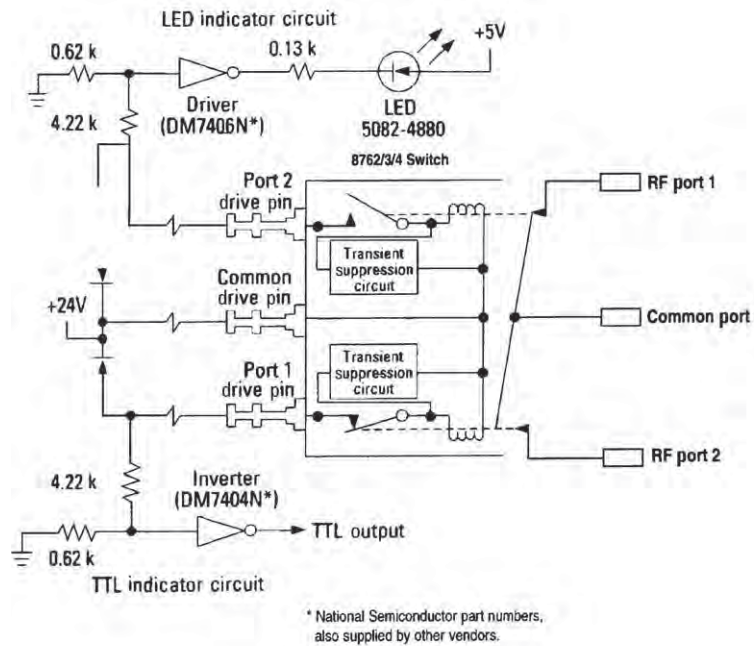 LED indicator circuit
0.62 k
0.13 k
+5V
Driver
(DM7406N*)
LED
5082-4880
4.22 k
8762/3/4 Switch
Port 2
drive pin
RF port 1
Transient
suppression
circuit
Common
drive pin
+24V
Common port
Port 1
drive pin
Transient
suppression
circuit
RF port 2
4.22 k
Inverter
(DM7404N*)
TTL output
0.62 k
TTL indicator circuit
* National Semiconductor part numbers,
also supplied by other vendors.